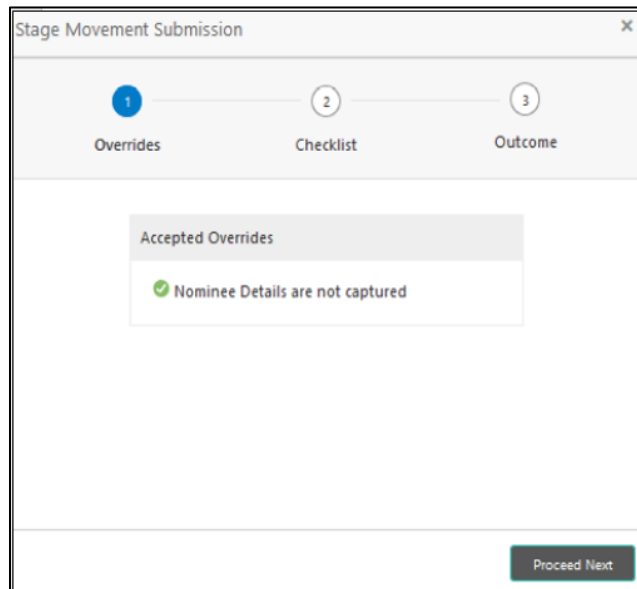 Stage Movement Submission ×
1 2 3
Overrides Checklist Outcome
Accepted Overrides
Nominee Details are not captured
Proceed Next